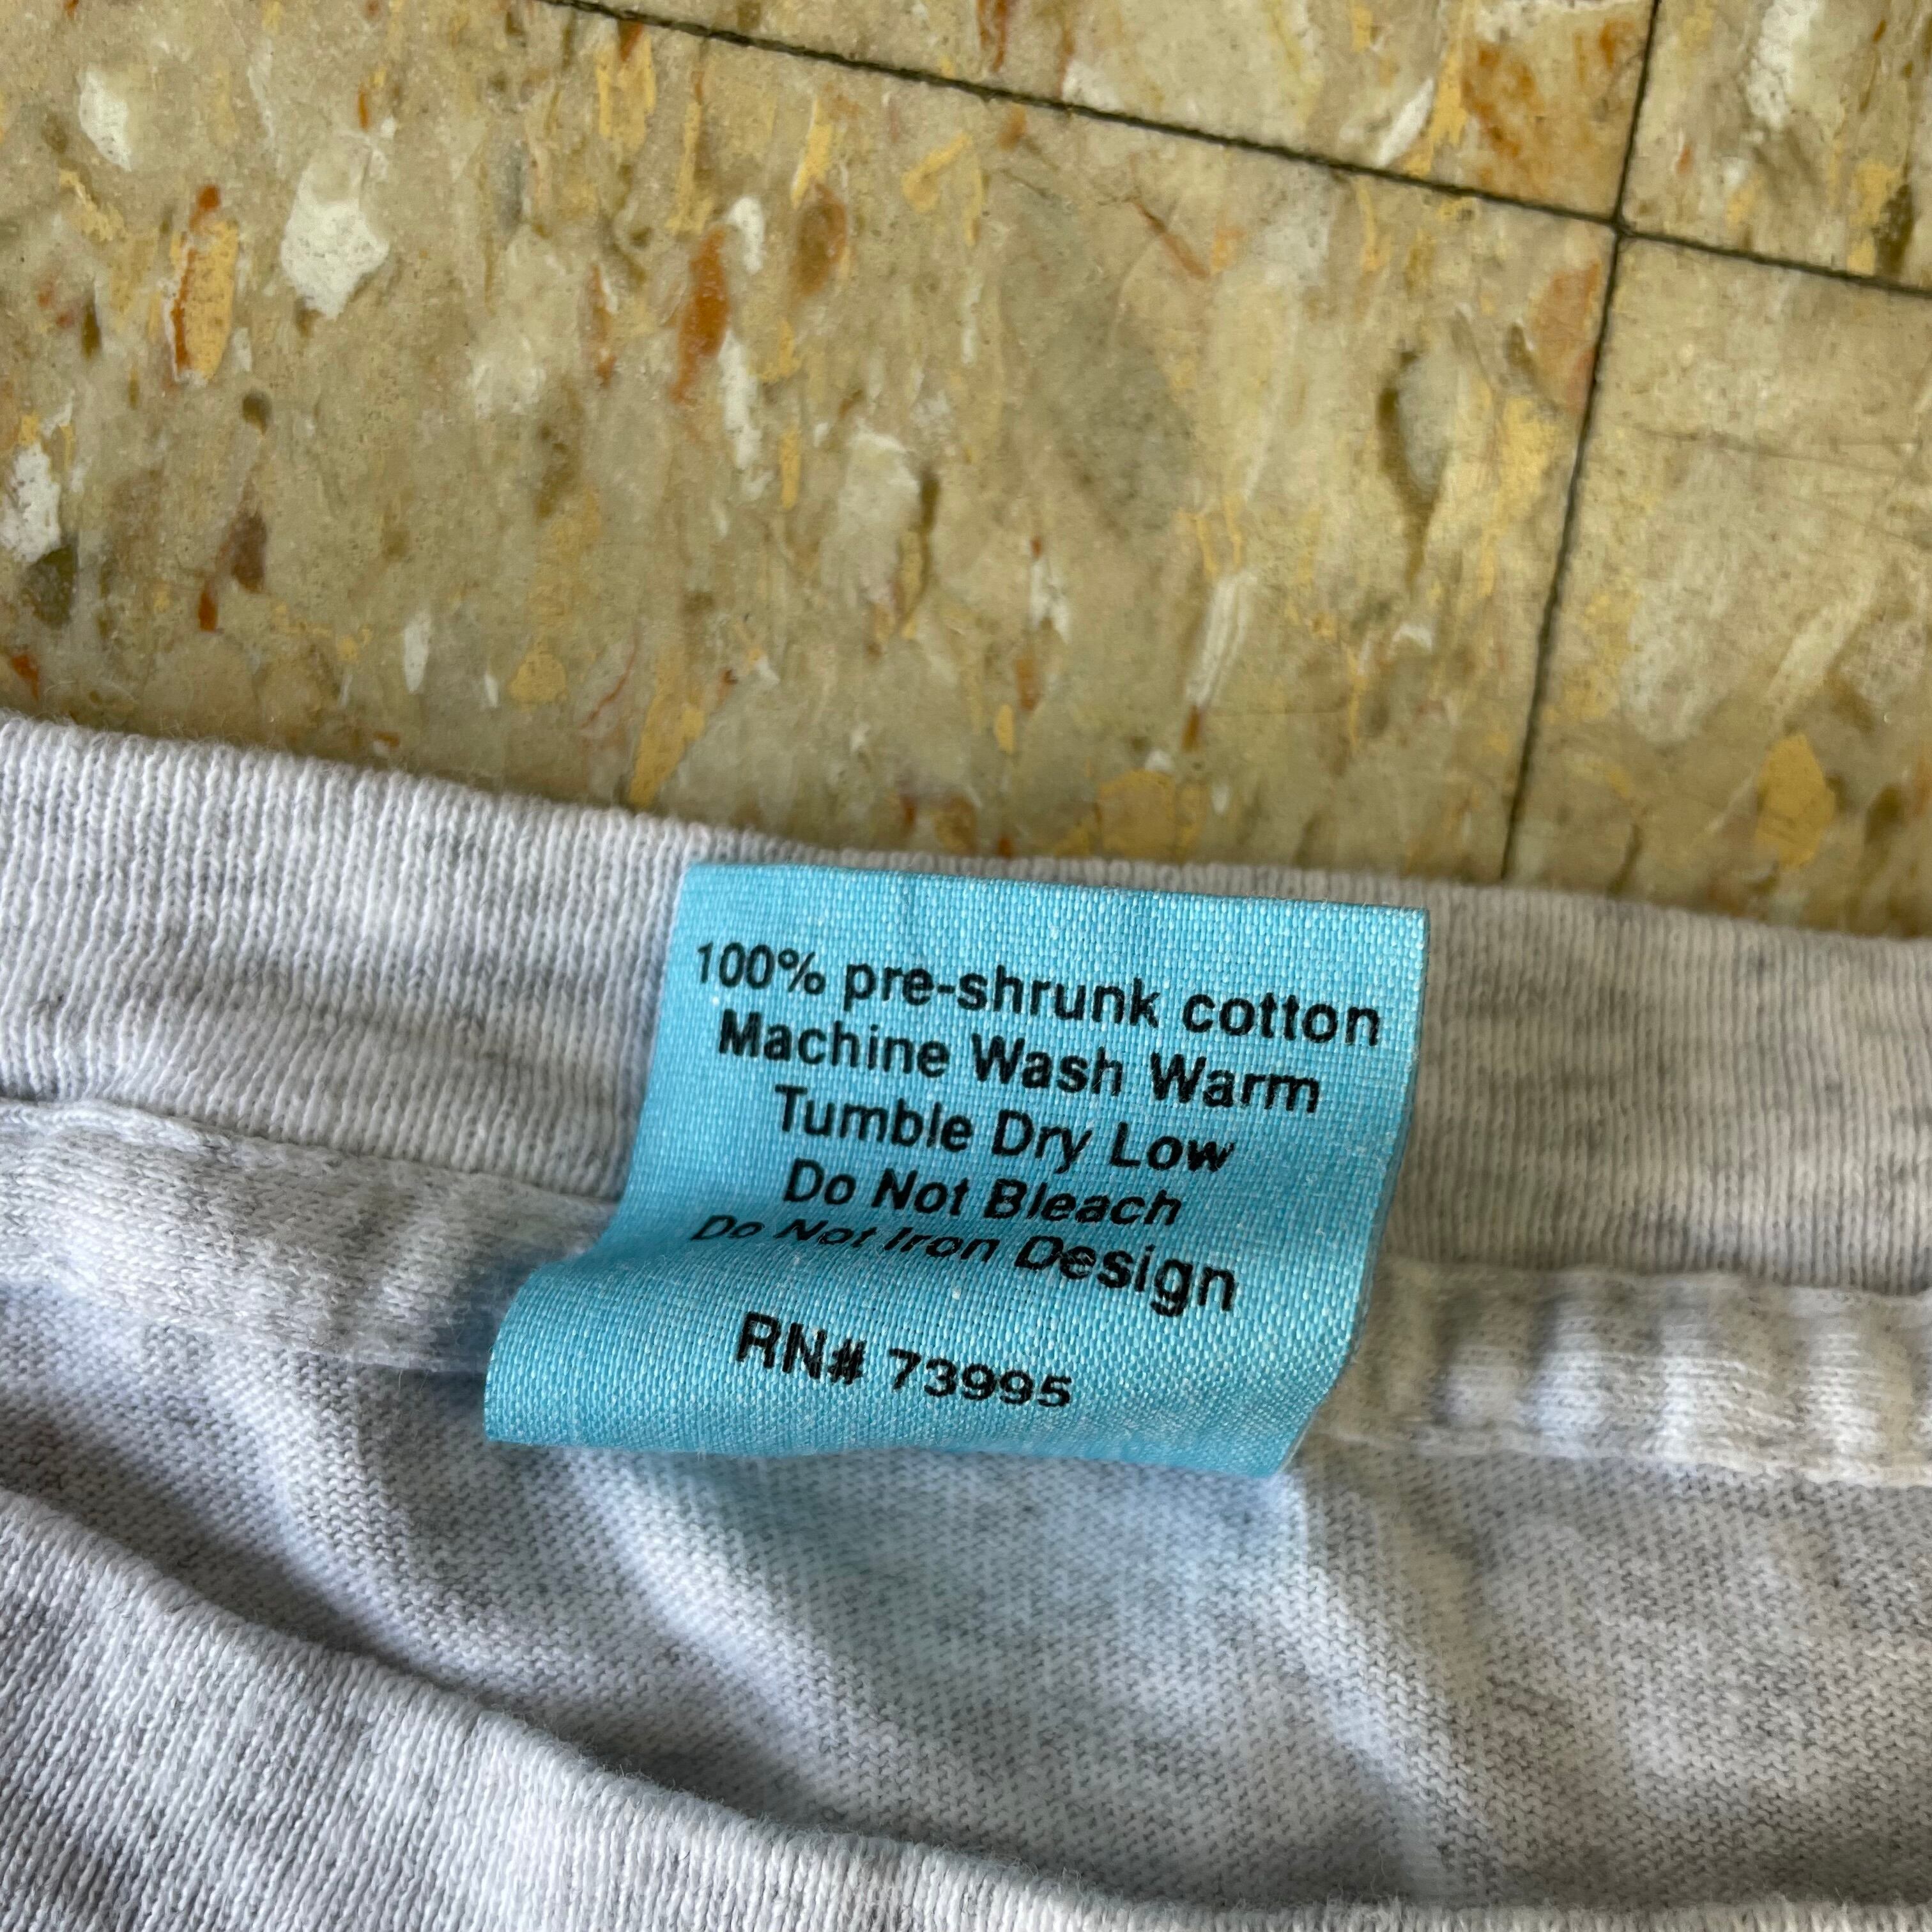 100% pre-shrunk cotton
Machine Wash Warm
Tumble Dry Low
Do Not Bleach
Do Not Iron Design
RN# 73995